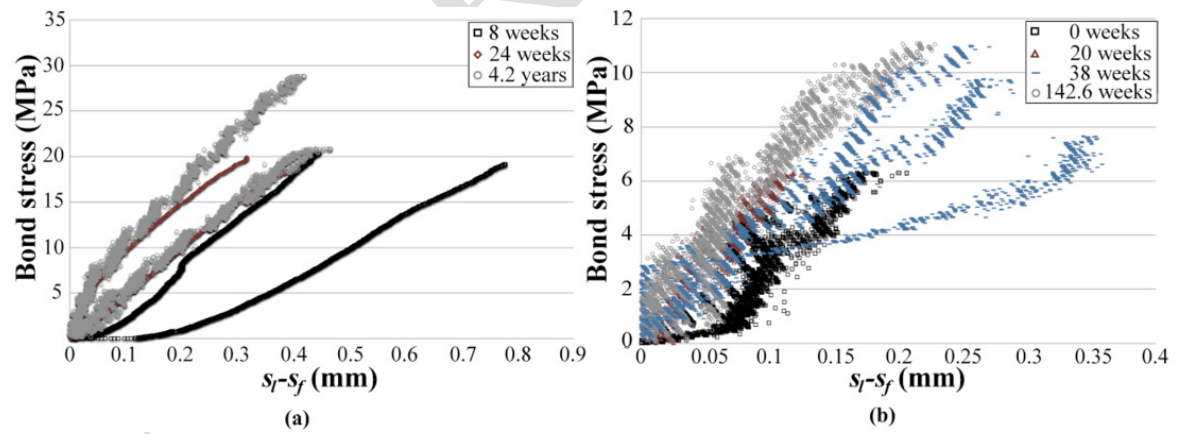 35
30
25
20
15
10
5
0
Bond stress (MPa)
8 weeks
24 weeks
4.2 years
0 0.1 0.2 0.3 0.4 0.5 0.6 0.7 0.8 0.9
sl-sf (mm)
(a)
12
10
8
6
4
2
0
Bond stress (MPa)
0 weeks
20 weeks
38 weeks
142.6 weeks
0 0.05 0.1 0.15 0.2 0.25 0.3 0.35 0.4
sl-sf (mm)
(b)